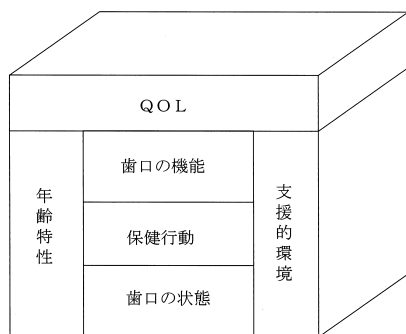 QOL
年齢特性
歯口の機能
保健行動
歯口の状態
支援的環境